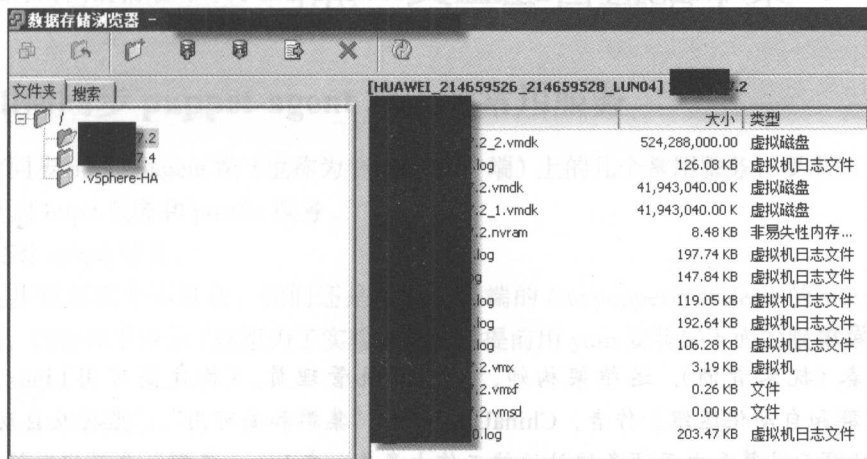 数据存储浏览器 -
文件夹 搜索
[HUAWEI_214659526_214659528_LUN04] .2
/
7.2
7.4
.vSphere-HA
大小 类型
.2_2.vmdk 524,288,000.00 虚拟磁盘
.log 126.08 KB 虚拟机日志文件
.2.vmdk 41,943,040.00 K 虚拟磁盘
.2_1.vmdk 41,943,040.00 K 虚拟磁盘
.2.nvram 8.48 KB 非易失性内存...
.log 197.74 KB 虚拟机日志文件
og 147.84 KB 虚拟机日志文件
.log 119.05 KB 虚拟机日志文件
.log 192.64 KB 虚拟机日志文件
.log 106.28 KB 虚拟机日志文件
.2.vmx 3.19 KB 虚拟机
.2.vmxf 0.26 KB 文件
.2.vmsd 0.00 KB 文件
0.log 203.47 KB 虚拟机日志文件